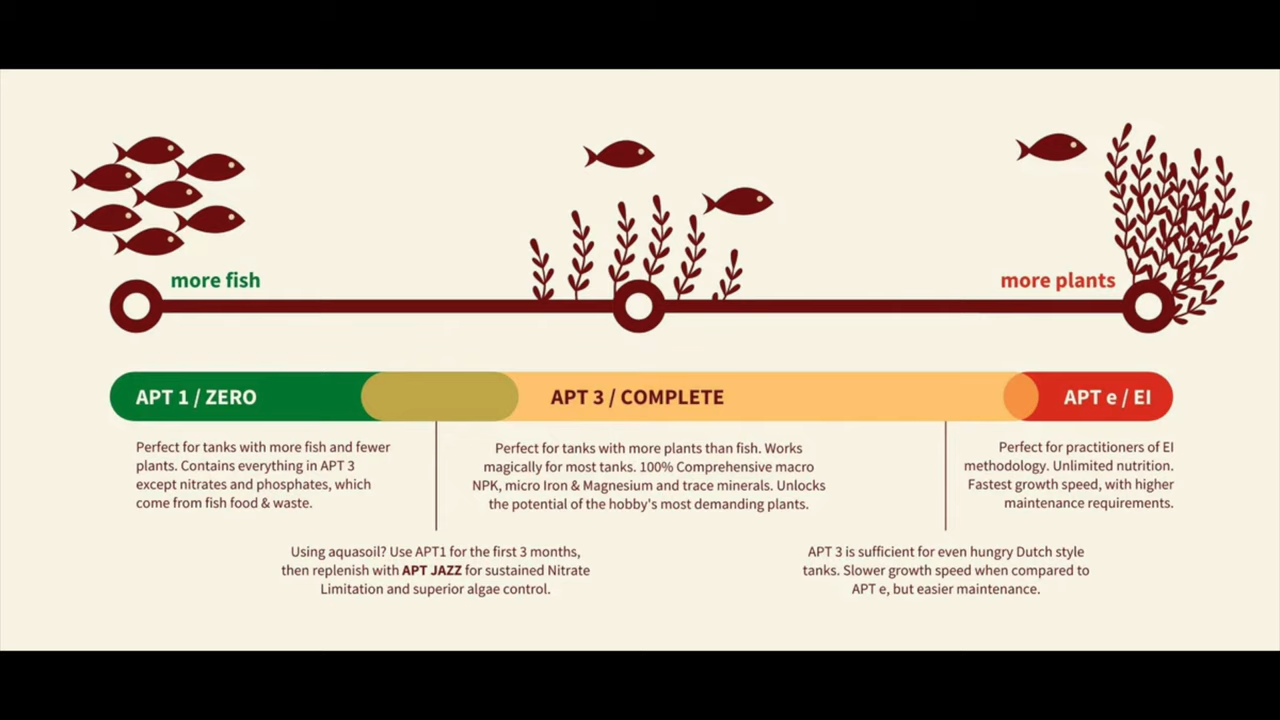 more fish
more plants
APT 1 / ZERO
APT 3 / COMPLETE
APT e / EI
Perfect for tanks with more fish and fewer
plants. Contains everything in APT 3
except nitrates and phosphates, which
come from fish food & waste.
Perfect for tanks with more plants than fish. Works
magically for most tanks. 100% Comprehensive macro
NPK, micro Iron & Magnesium and trace minerals. Unlocks
the potential of the hobby's most demanding plants.
Perfect for practitioners of EI
methodology. Unlimited nutrition.
Fastest growth speed, with higher
maintenance requirements.
Using aquasoil? Use APT1 for the first 3 months,
then replenish with APT JAZZ for sustained Nitrate
Limitation and superior algae control.
APT 3 is sufficient for even hungry Dutch style
tanks. Slower growth speed when compared to
APT e, but easier maintenance.